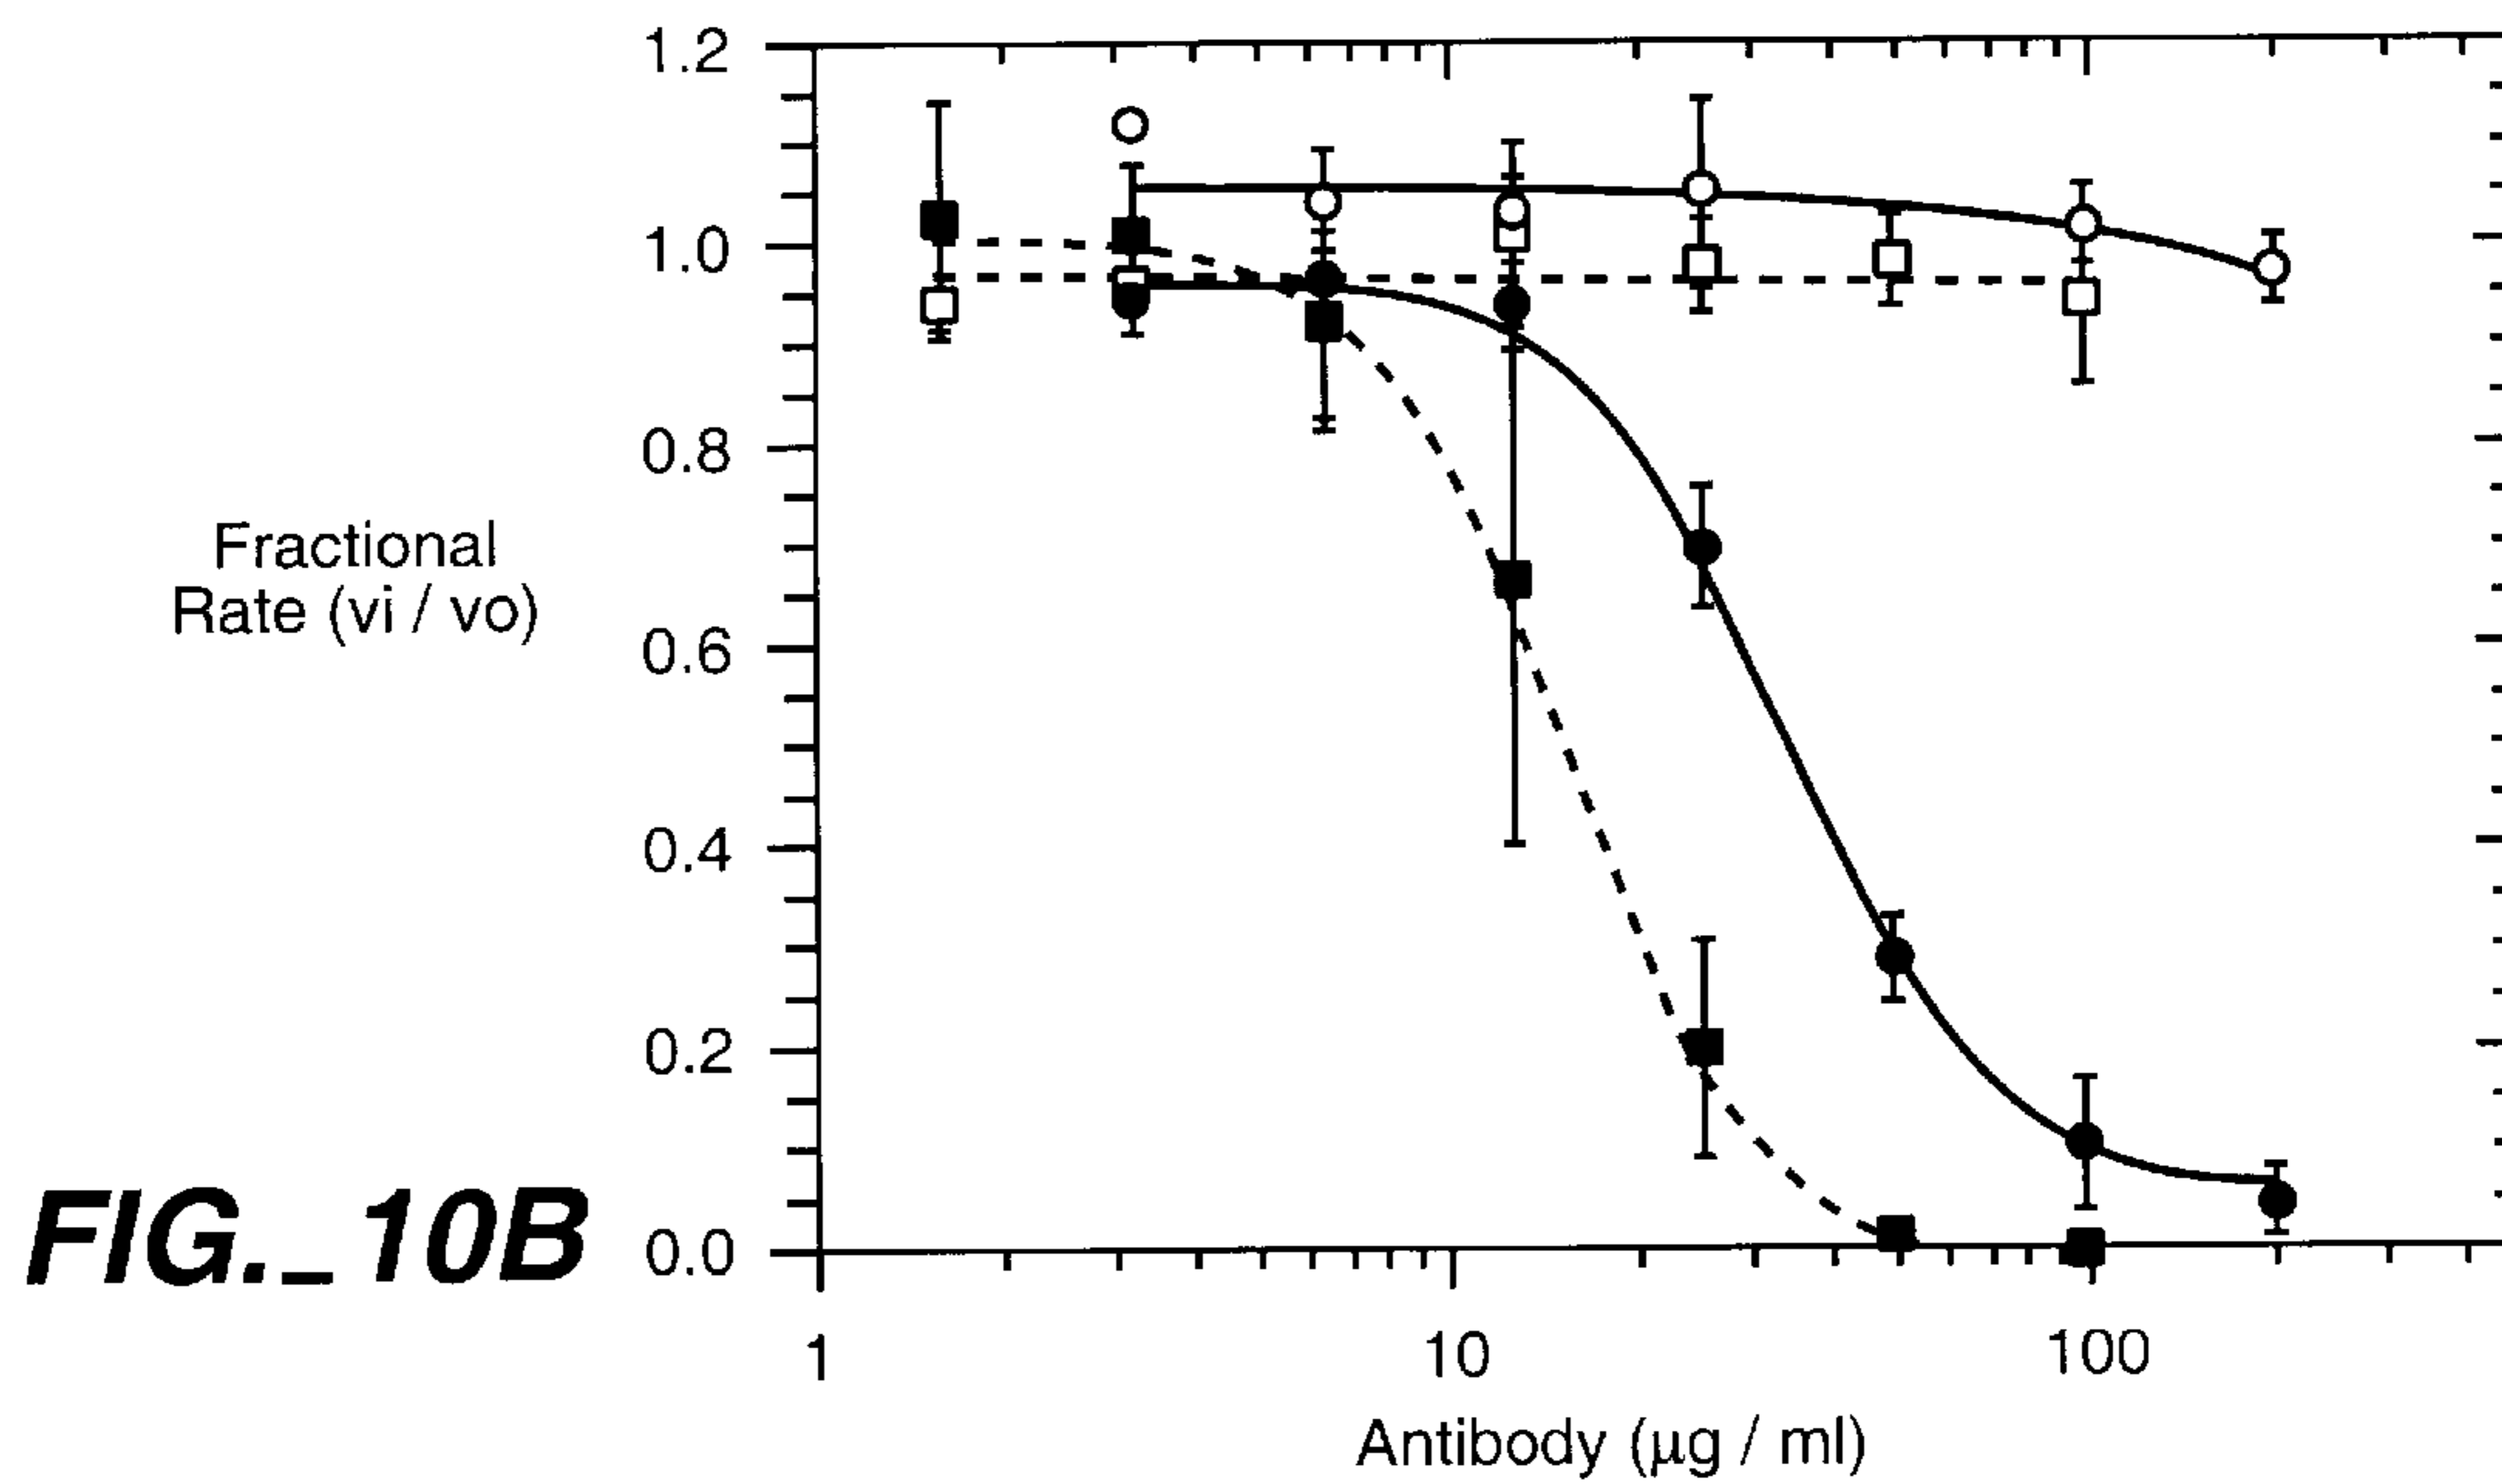 1.2
1.0
0.8
Fractional
Rate (vi / vo)
0.6
0.4
0.2
FIG._10B
0.0
1 10 100
Antibody (μg / ml)